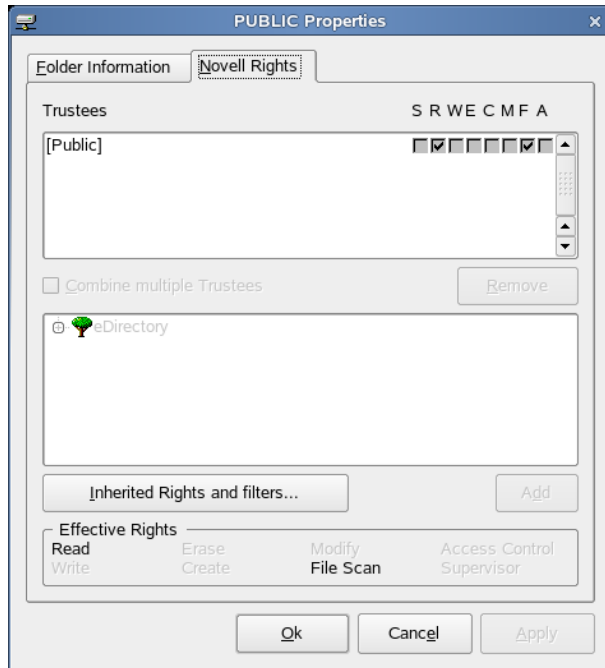 PUBLIC Properties
Folder Information
Novell Rights
Trustees
S R W E C M F A
[Public]
Combine multiple Trustees
Remove
eDirectory
Inherited Rights and filters...
Add
Effective Rights
Read Erase Modify Access Control
Write Create File Scan Supervisor
Ok
Cancel
Apply